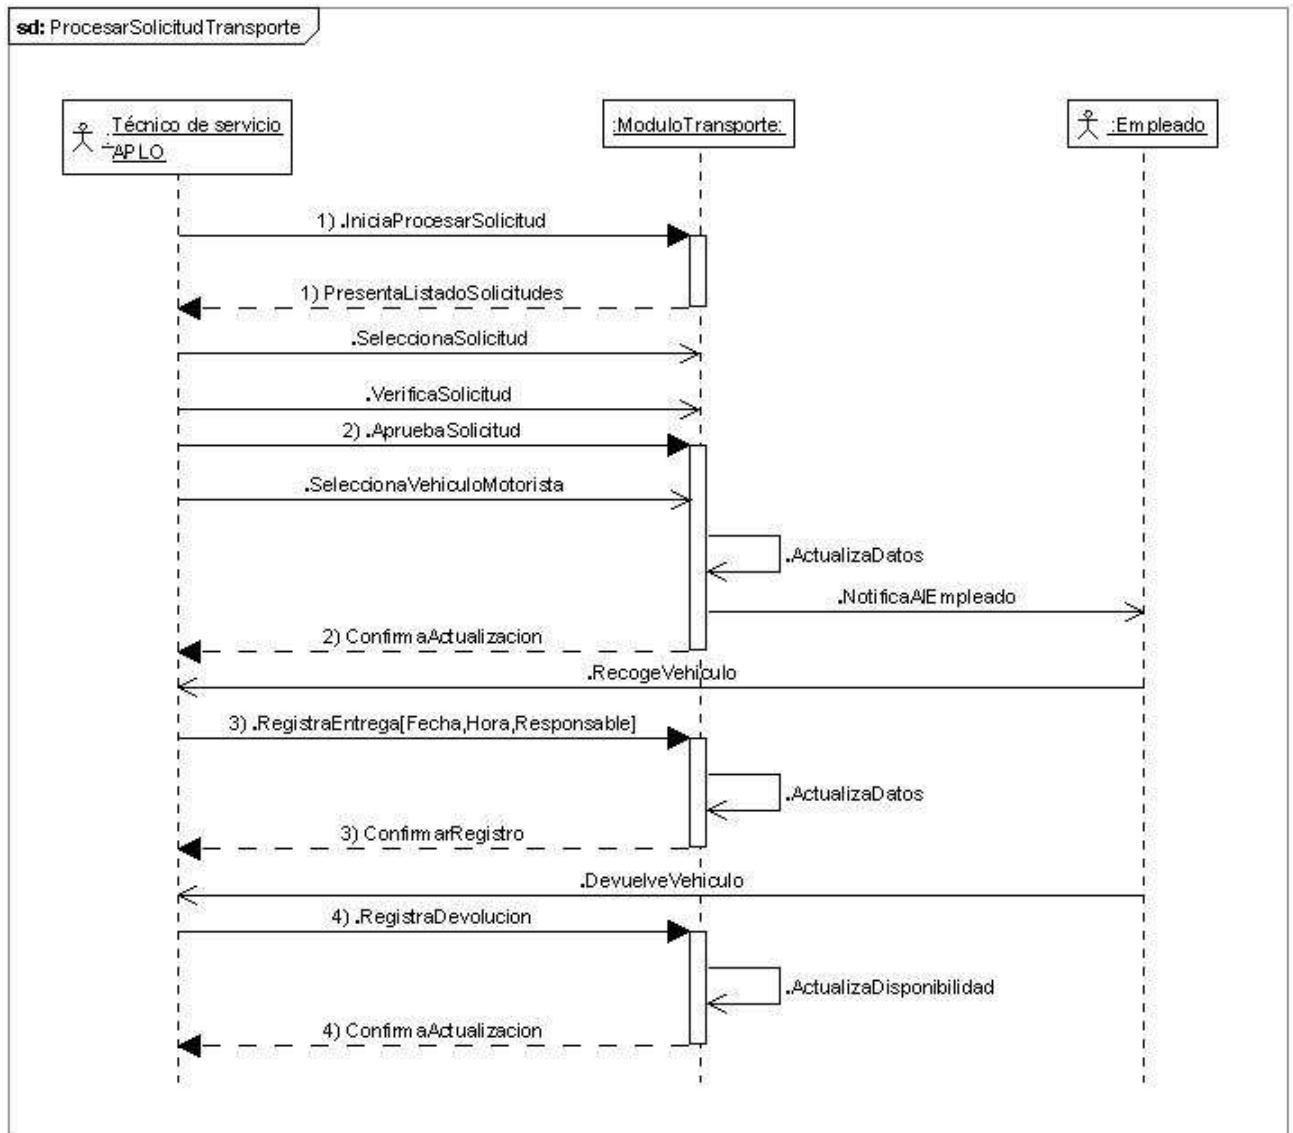 sd: ProcesarSolicitudTransporte
:Técnico de servicio
APLO
:ModuloTransporte:
:Empleado
1) .IniciaProcesarSolicitud
1) PresentaListadoSolicitudes
.SeleccionaSolicitud
.VerificaSolicitud
2) .ApruebaSolicitud
.SeleccionaVehiculoMotorista
.ActualizaDatos
.NotificaAlEmpleado
2) ConfirmaActualizacion
.RecogeVehiculo
3) .RegistraEntrega[Fecha,Hora,Responsable]
.ActualizaDatos
3) ConfirmarRegistro
.DevuelveVehiculo
4) .RegistraDevolucion
.ActualizaDisponibilidad
4) ConfirmaActualizacion